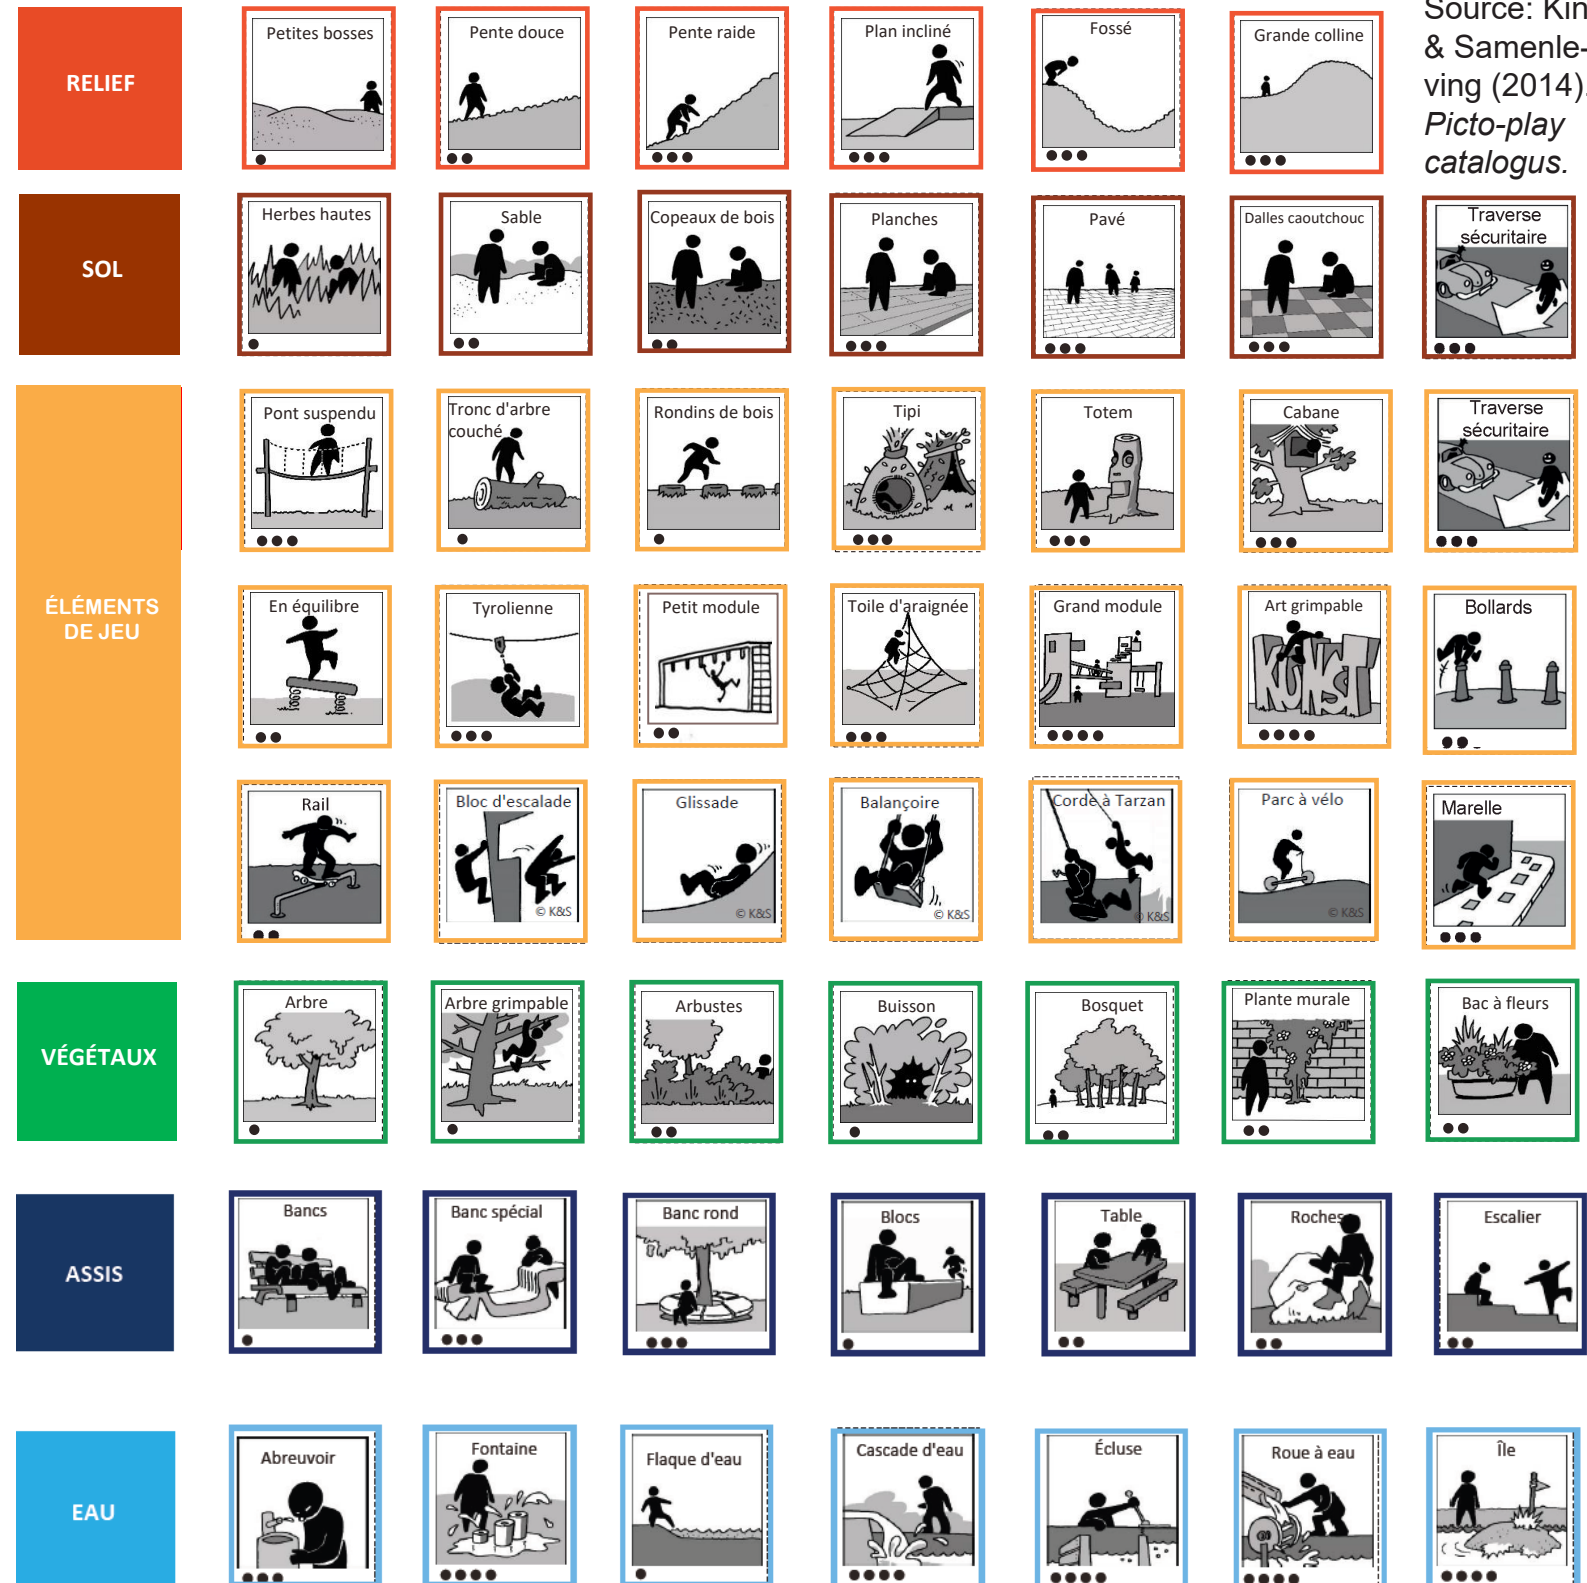 Source: Kin
& Samenle-
ving (2014).
Picto-play
catalogus.
RELIEF
Petites bosses
Pente douce
Pente raide
Plan incliné
Fossé
Grande colline
SOL
Herbes hautes
Sable
Copeaux de bois
Planches
Pavé
Dalles caoutchouc
Traverse
sécuritaire
ÉLÉMENTS
DE JEU
Pont suspendu
Tronc d'arbre
couché
Rondins de bois
Tipi
Totem
Cabane
Traverse
sécuritaire
En équilibre
Tyrolienne
Petit module
Toile d'araignée
Grand module
Art grimpable
KUNST
Bollards
Rail
Bloc d'escalade
© K&S
Glissade
© K&S
Balançoire
© K&S
Corde à Tarzan
© K&S
Parc à vélo
© K&S
Marelle
VÉGÉTAUX
Arbre
Arbre grimpable
Arbustes
Buisson
Bosquet
Plante murale
Bac à fleurs
ASSIS
Bancs
Banc spécial
Banc rond
Blocs
Table
Roches
Escalier
EAU
Abreuvoir
Fontaine
Flaque d'eau
Cascade d'eau
Écluse
Roue à eau
Île